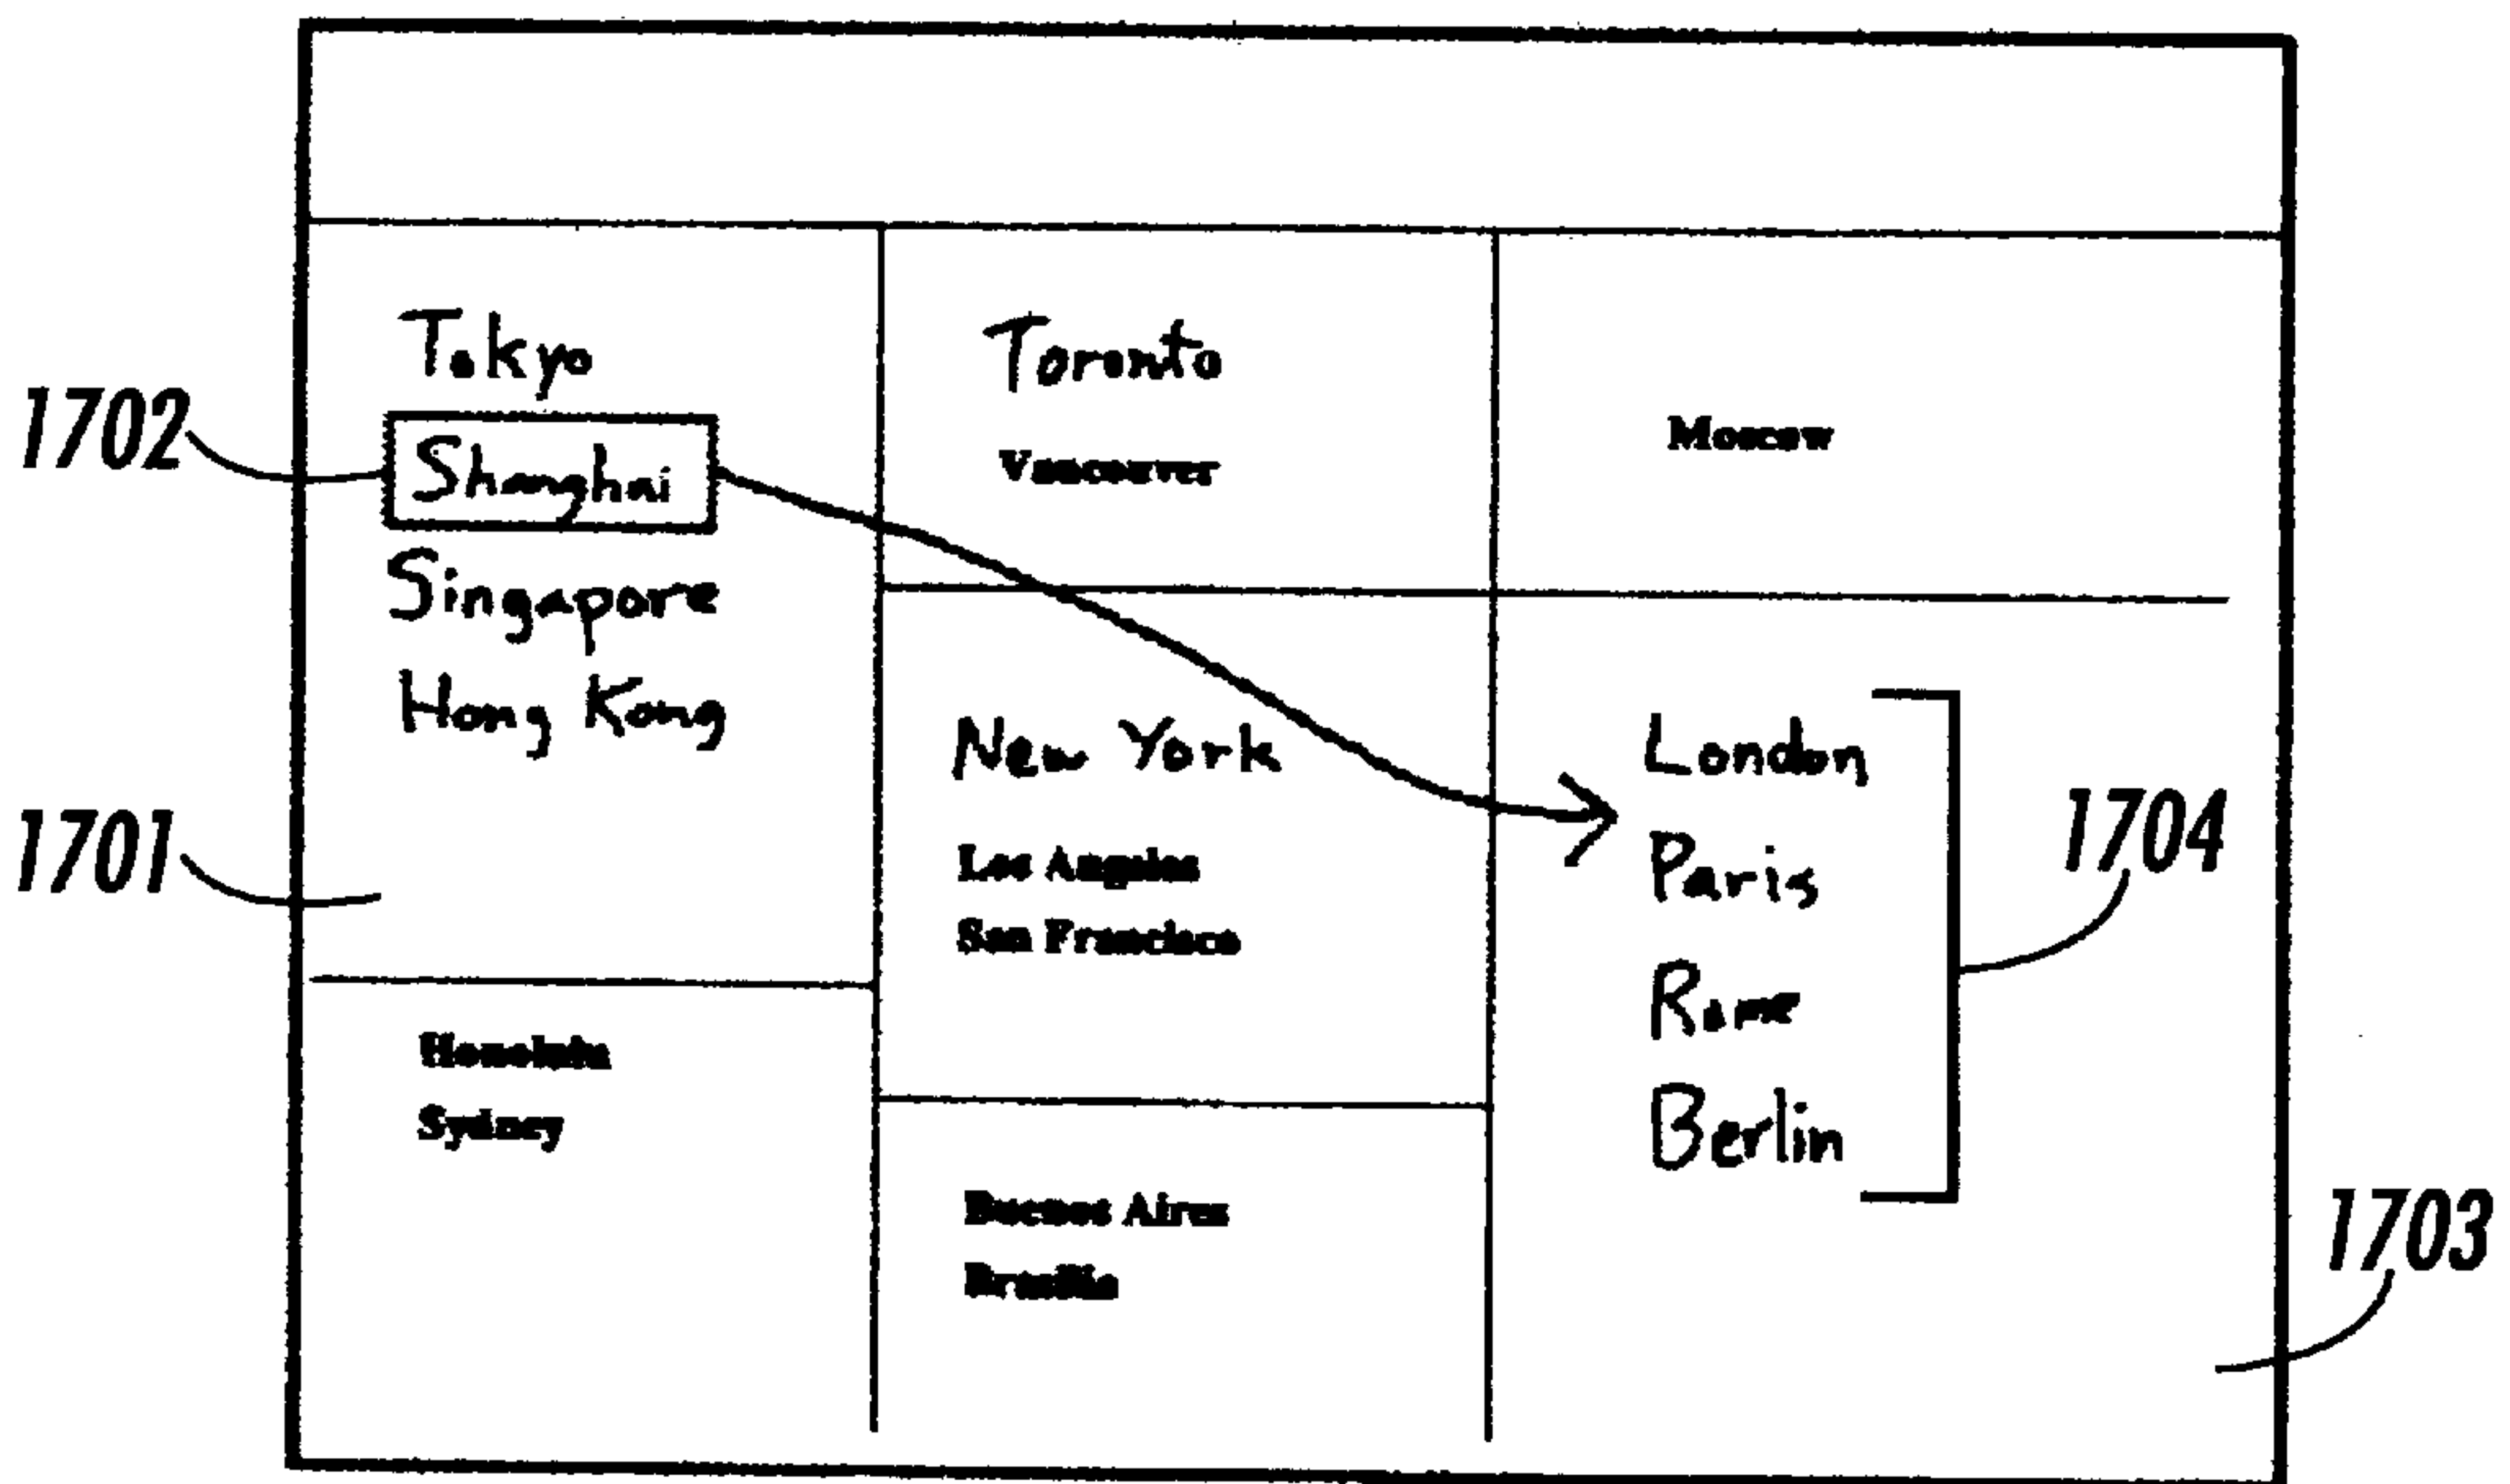 1702
1701
Tokyo
Shanghai
Singapore
Hong Kong
Honolulu
Sydney
Toronto
Vancouver
New York
Los Angeles
San Francisco
Buenos Aires
Brasilia
Moscow
London
Paris
Rome
Berlin
1704
1703